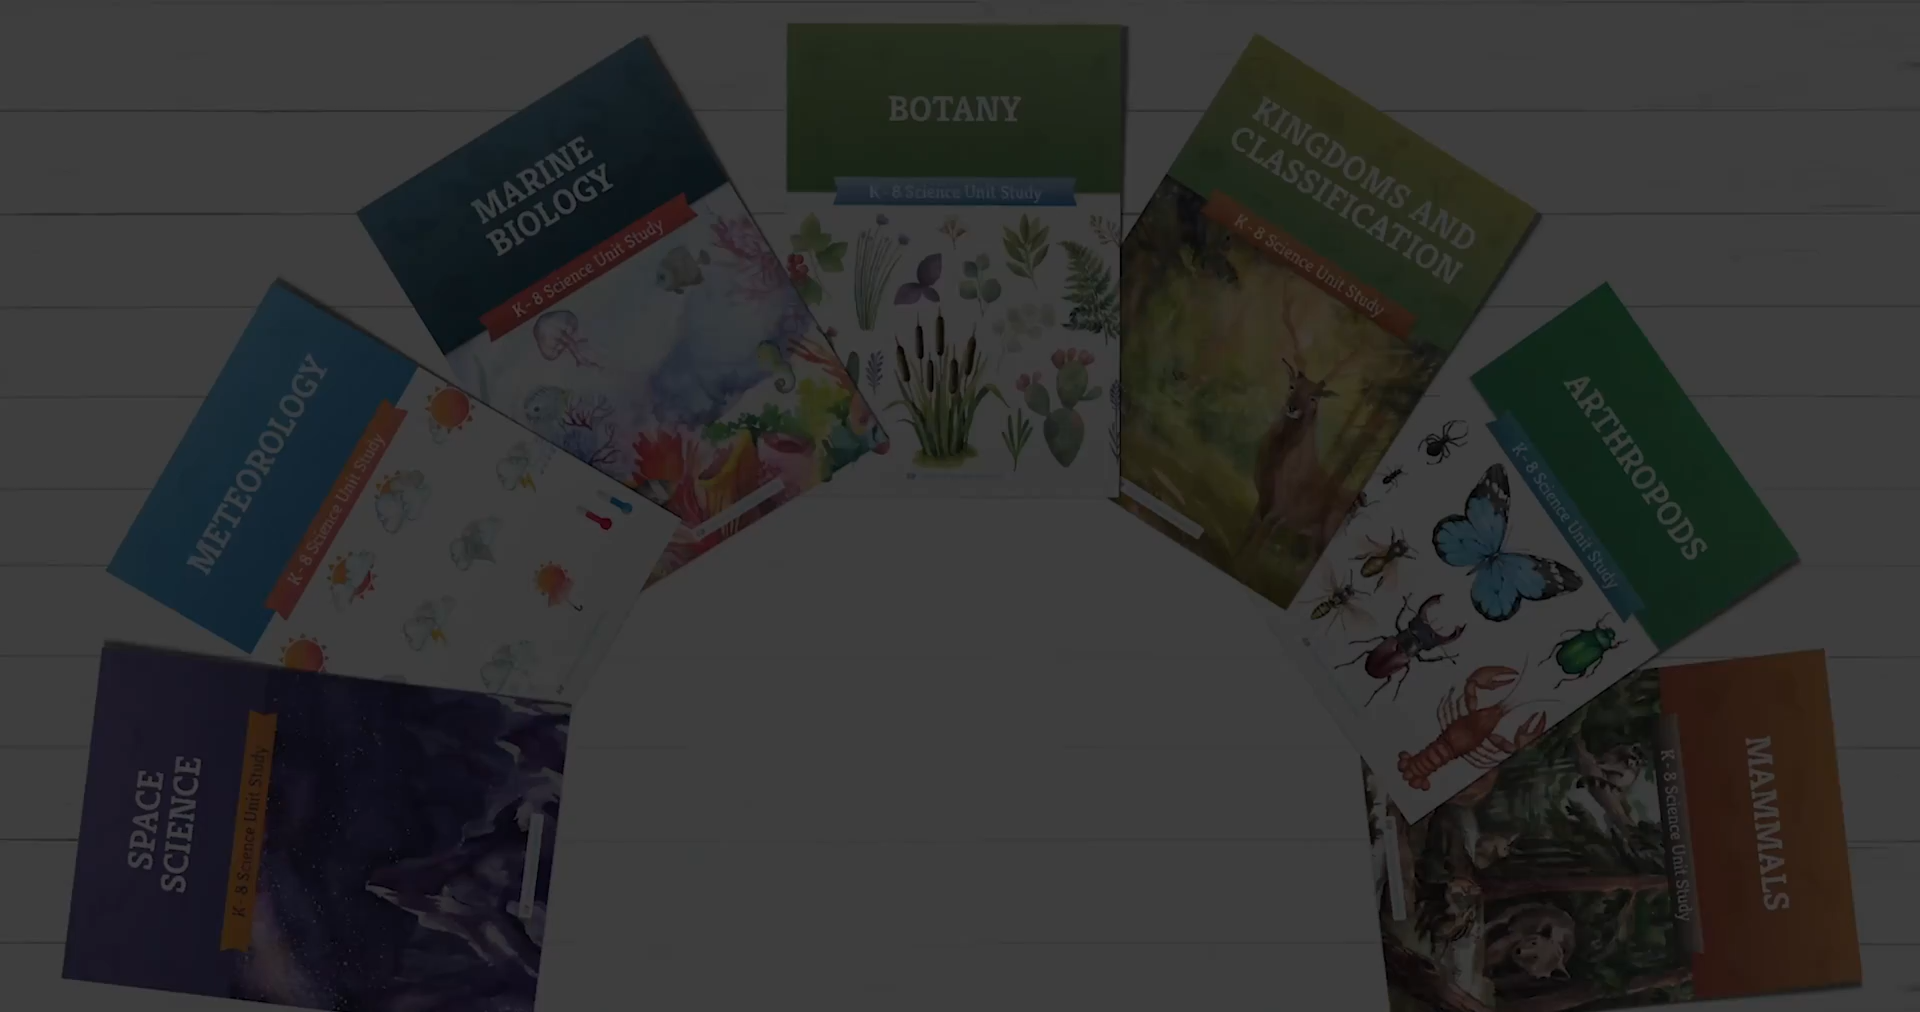 BOTANY
K - 8 Science Unit Study
MARINE
BIOLOGY
K - 8 Science Unit Study
KINGDOMS AND
CLASSIFICATION
K - 8 Science Unit Study
METEOROLOGY
K - 8 Science Unit Study
ARTHROPODS
K - 8 Science Unit Study
SPACE
SCIENCE
K - 8 Science Unit Study
MAMMALS
K - 8 Science Unit Study